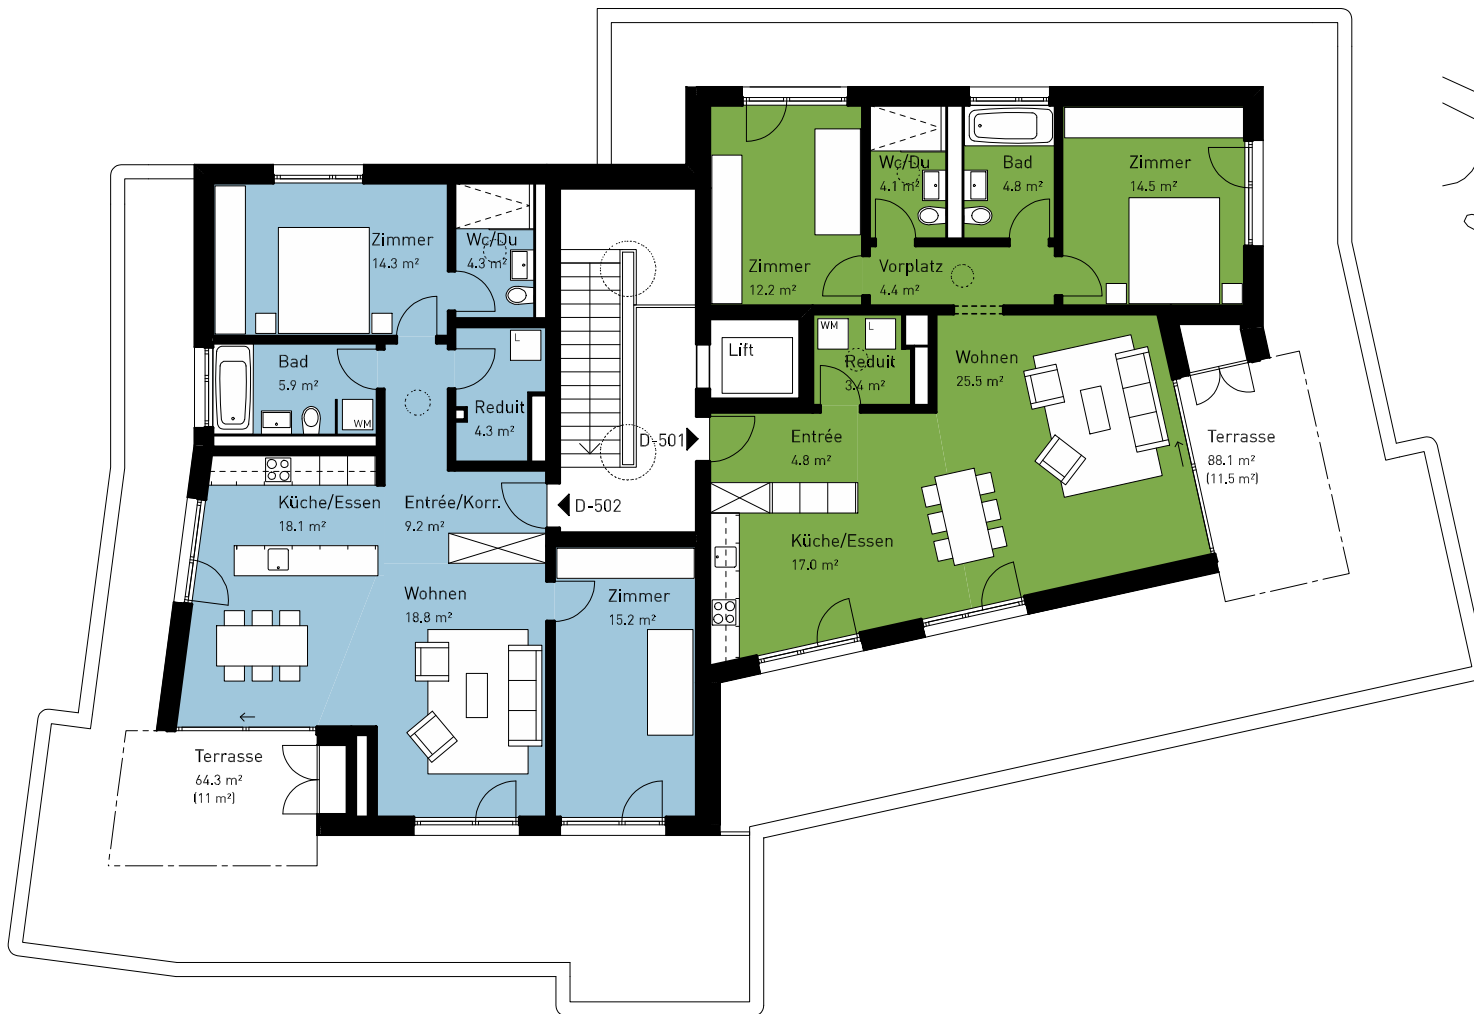 Wc/Du
4.1 m²
Bad
4.8 m²
Zimmer
14.5 m²
Zimmer
12.2 m²
Vorplatz
4.4 m²
Zimmer
14.3 m²
Wc/Du
4.3 m²
L
Bad
5.9 m²
WM
Reduit
4.3 m²
Lift
WM
L
Reduit
3.4 m²
Wohnen
25.5 m²
D-501
Entrée
4.8 m²
Terrasse
88.1 m²
(11.5 m²)
Küche/Essen
18.1 m²
Entrée/Korr.
9.2 m²
D-502
Küche/Essen
17.0 m²
Wohnen
18.8 m²
Zimmer
15.2 m²
Terrasse
64.3 m²
(11 m²)